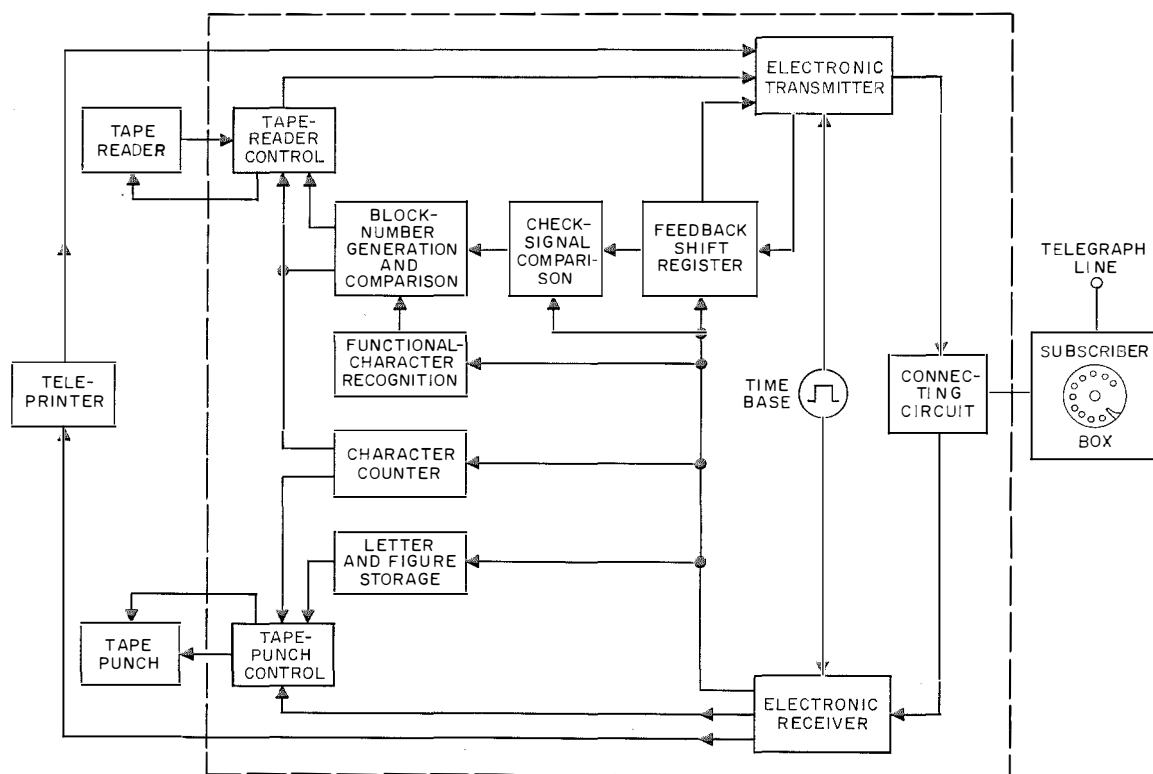 ELECTRONIC
TRANSMITTER
TAPE
READER
TAPE-
READER
CONTROL
BLOCK-
NUMBER
GENERATION
AND
COMPARISON
CHECK-
SIGNAL
COMPARI-
SON
FEEDBACK
SHIFT
REGISTER
TELEGRAPH
LINE
FUNCTIONAL-
CHARACTER
RECOGNITION
TELE-
PRINTER
TIME
BASE
CONNEC-
TING
CIRCUIT
SUBSCRIBER
BOX
CHARACTER
COUNTER
LETTER
AND FIGURE
STORAGE
TAPE
PUNCH
TAPE-
PUNCH
CONTROL
ELECTRONIC
RECEIVER